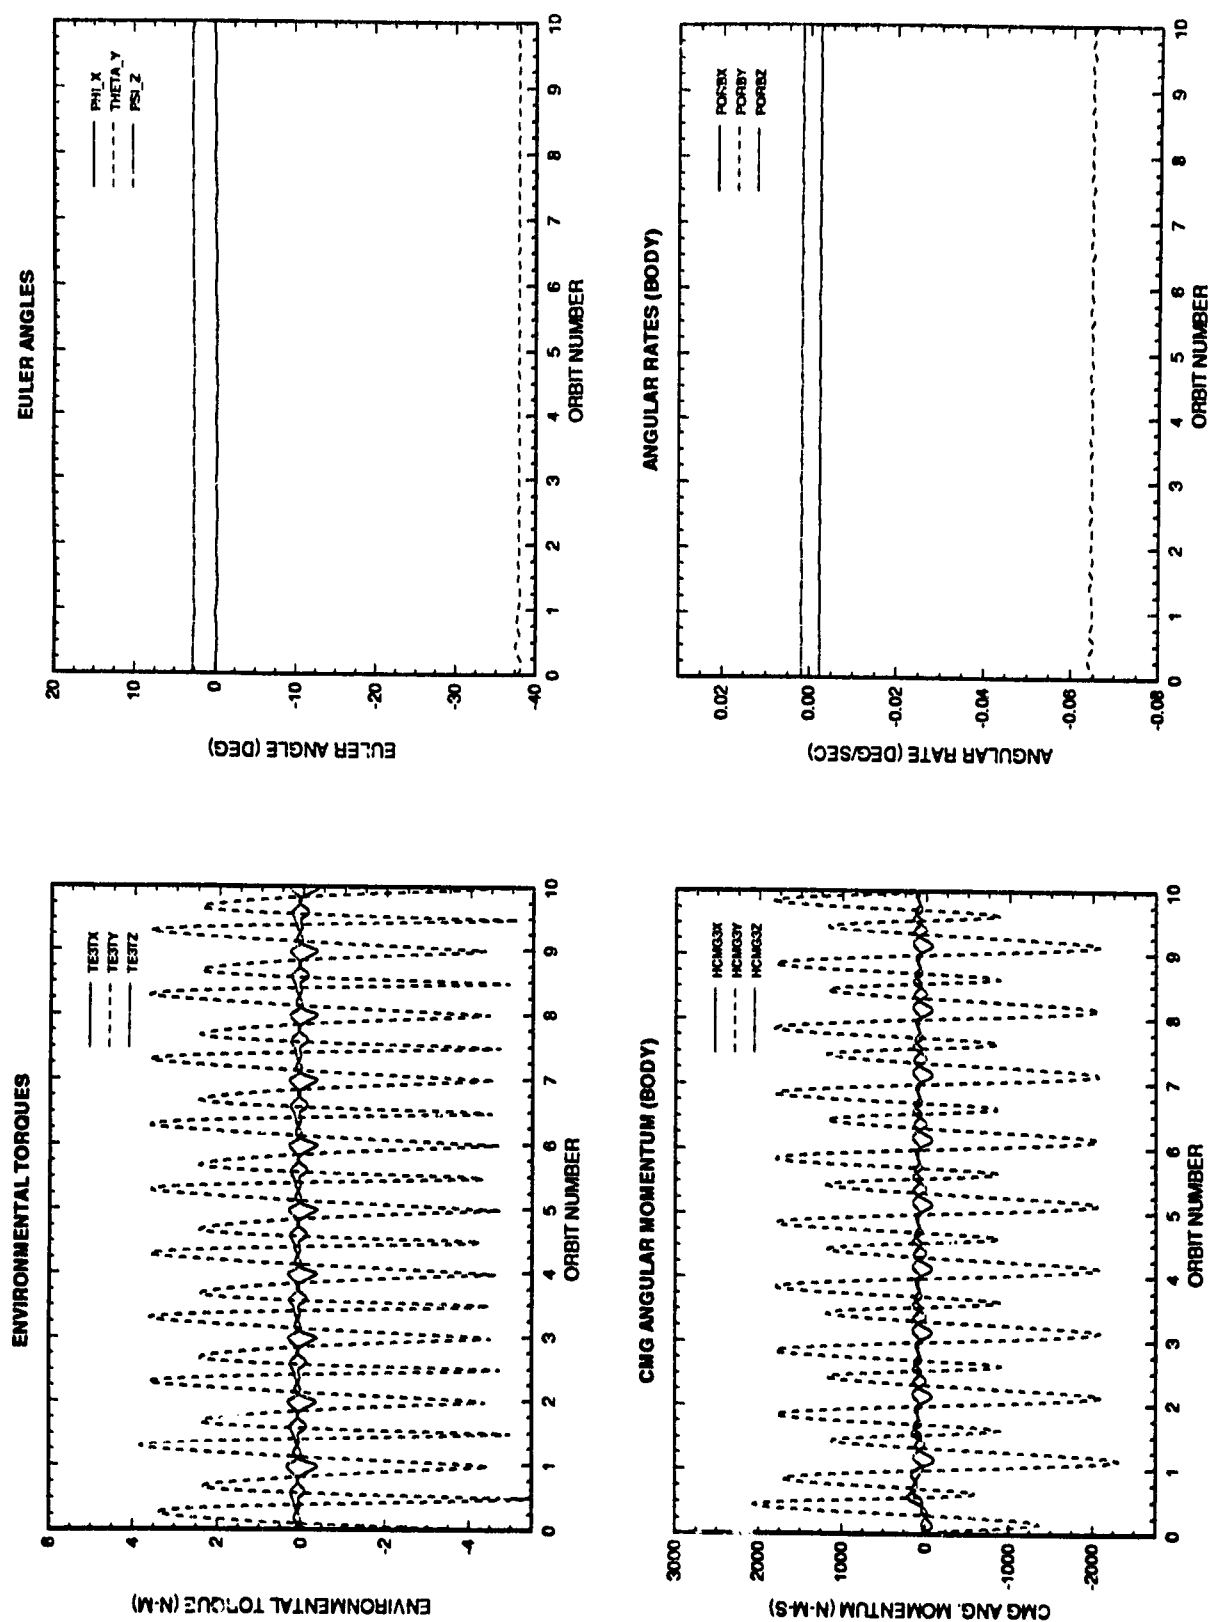 ENVIRONMENTAL TORQUES
ENVIRONMENTAL TORQUE (N-M)
6
4
2
0
-2
-4
TE3TX
TE3TY
TE3TZ
0 1 2 3 4 5 6 7 8 9 10
ORBIT NUMBER
EULER ANGLES
EULER ANGLE (DEG)
20
10
0
-10
-20
-30
-40
PHI_X
THETA_Y
PSI_Z
0 1 2 3 4 5 6 7 8 9 10
ORBIT NUMBER
CMG ANGULAR MOMENTUM (BODY)
CMG ANG. MOMENTUM (N-M-S)
3000
2000
1000
0
-1000
-2000
HCMG3X
HCMG3Y
HCMG3Z
0 1 2 3 4 5 6 7 8 9 10
ORBIT NUMBER
ANGULAR RATES (BODY)
ANGULAR RATE (DEG/SEC)
0.02
0.00
-0.02
-0.04
-0.06
-0.08
PORBX
PORBY
PORBZ
0 1 2 3 4 5 6 7 8 9 10
ORBIT NUMBER